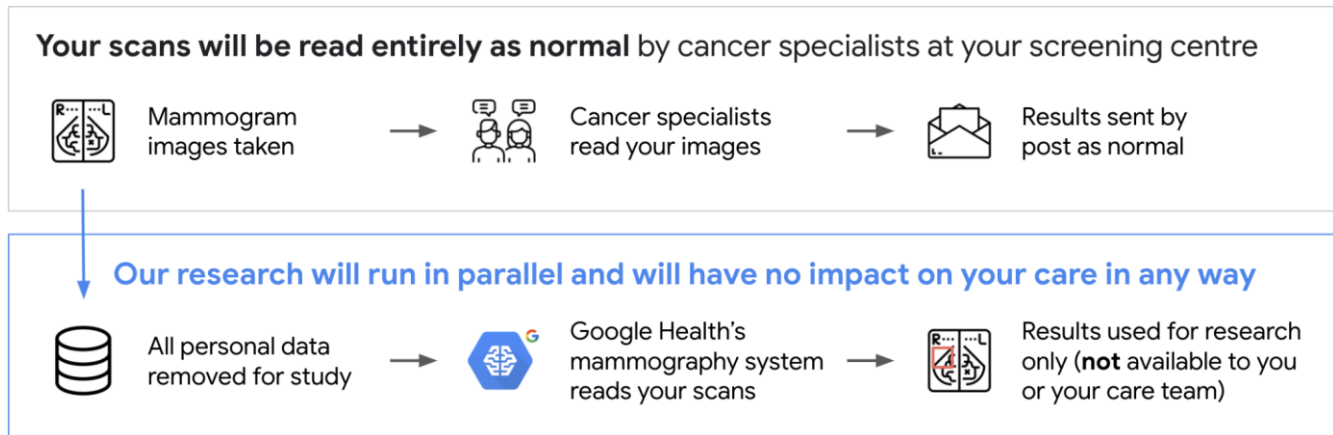 Your scans will be read entirely as normal by cancer specialists at your screening centre
R... ...L
Mammogram
images taken
Cancer specialists
read your images
L.-
Results sent by
post as normal
Our research will run in parallel and will have no impact on your care in any way
All personal data
removed for study
G
Google Health's
mammography system
reads your scans
R... ...L
Results used for research
only (not available to you
or your care team)